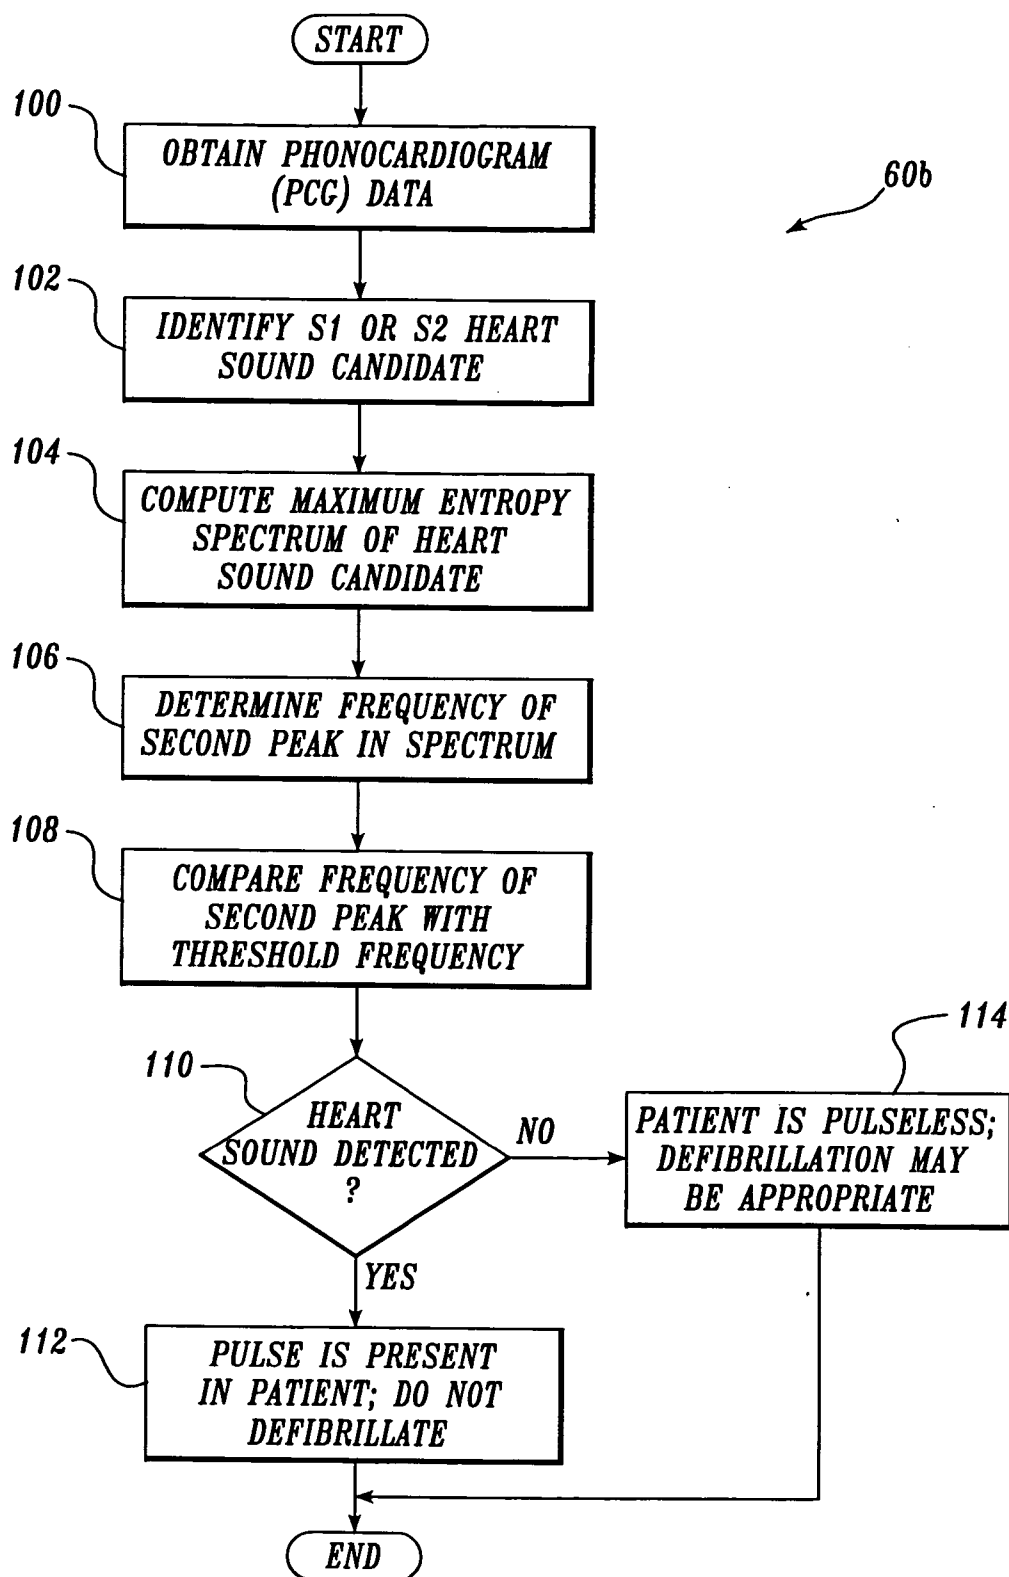 START
100
OBTAIN PHONOCARDIOGRAM
(PCG) DATA
60b
102
IDENTIFY S1 OR S2 HEART
SOUND CANDIDATE
104
COMPUTE MAXIMUM ENTROPY
SPECTRUM OF HEART
SOUND CANDIDATE
106
DETERMINE FREQUENCY OF
SECOND PEAK IN SPECTRUM
108
COMPARE FREQUENCY OF
SECOND PEAK WITH
THRESHOLD FREQUENCY
110
HEART
SOUND DETECTED
?
NO
114
PATIENT IS PULSELESS;
DEFIBRILLATION MAY
BE APPROPRIATE
YES
112
PULSE IS PRESENT
IN PATIENT; DO NOT
DEFIBRILLATE
END